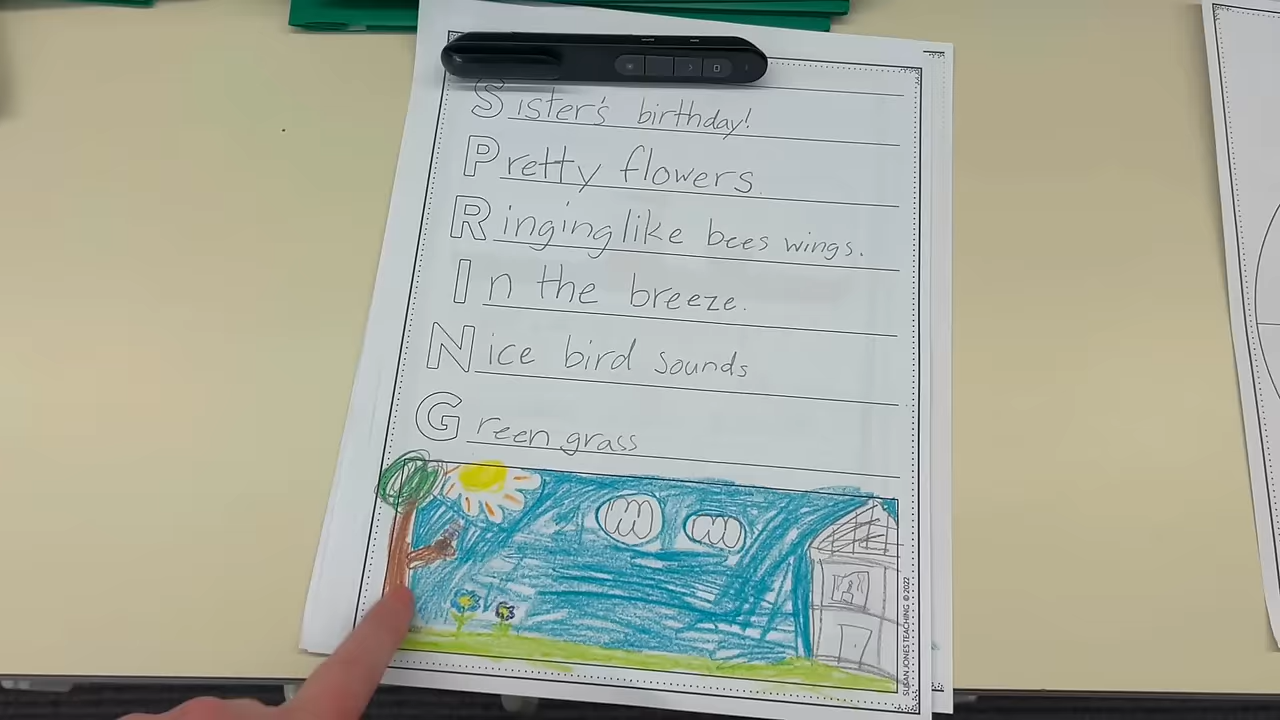 Sister's birthday!
Pretty flowers.
Ringing like bees wings.
In the breeze.
Nice bird sounds
Green grass
SUSAN JONES TEACHING © 2022